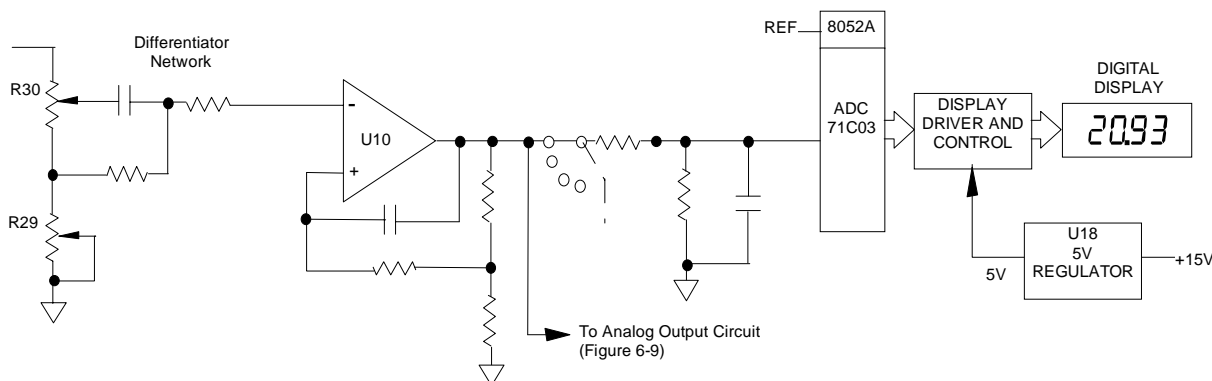 Differentiator
Network
R30
R29
-
U10
+
To Analog Output Circuit
(Figure 6-9)
REF
8052A
ADC
71C03
DISPLAY
DRIVER AND
CONTROL
DIGITAL
DISPLAY
20.93
U18
5V
REGULATOR
5V
+15V